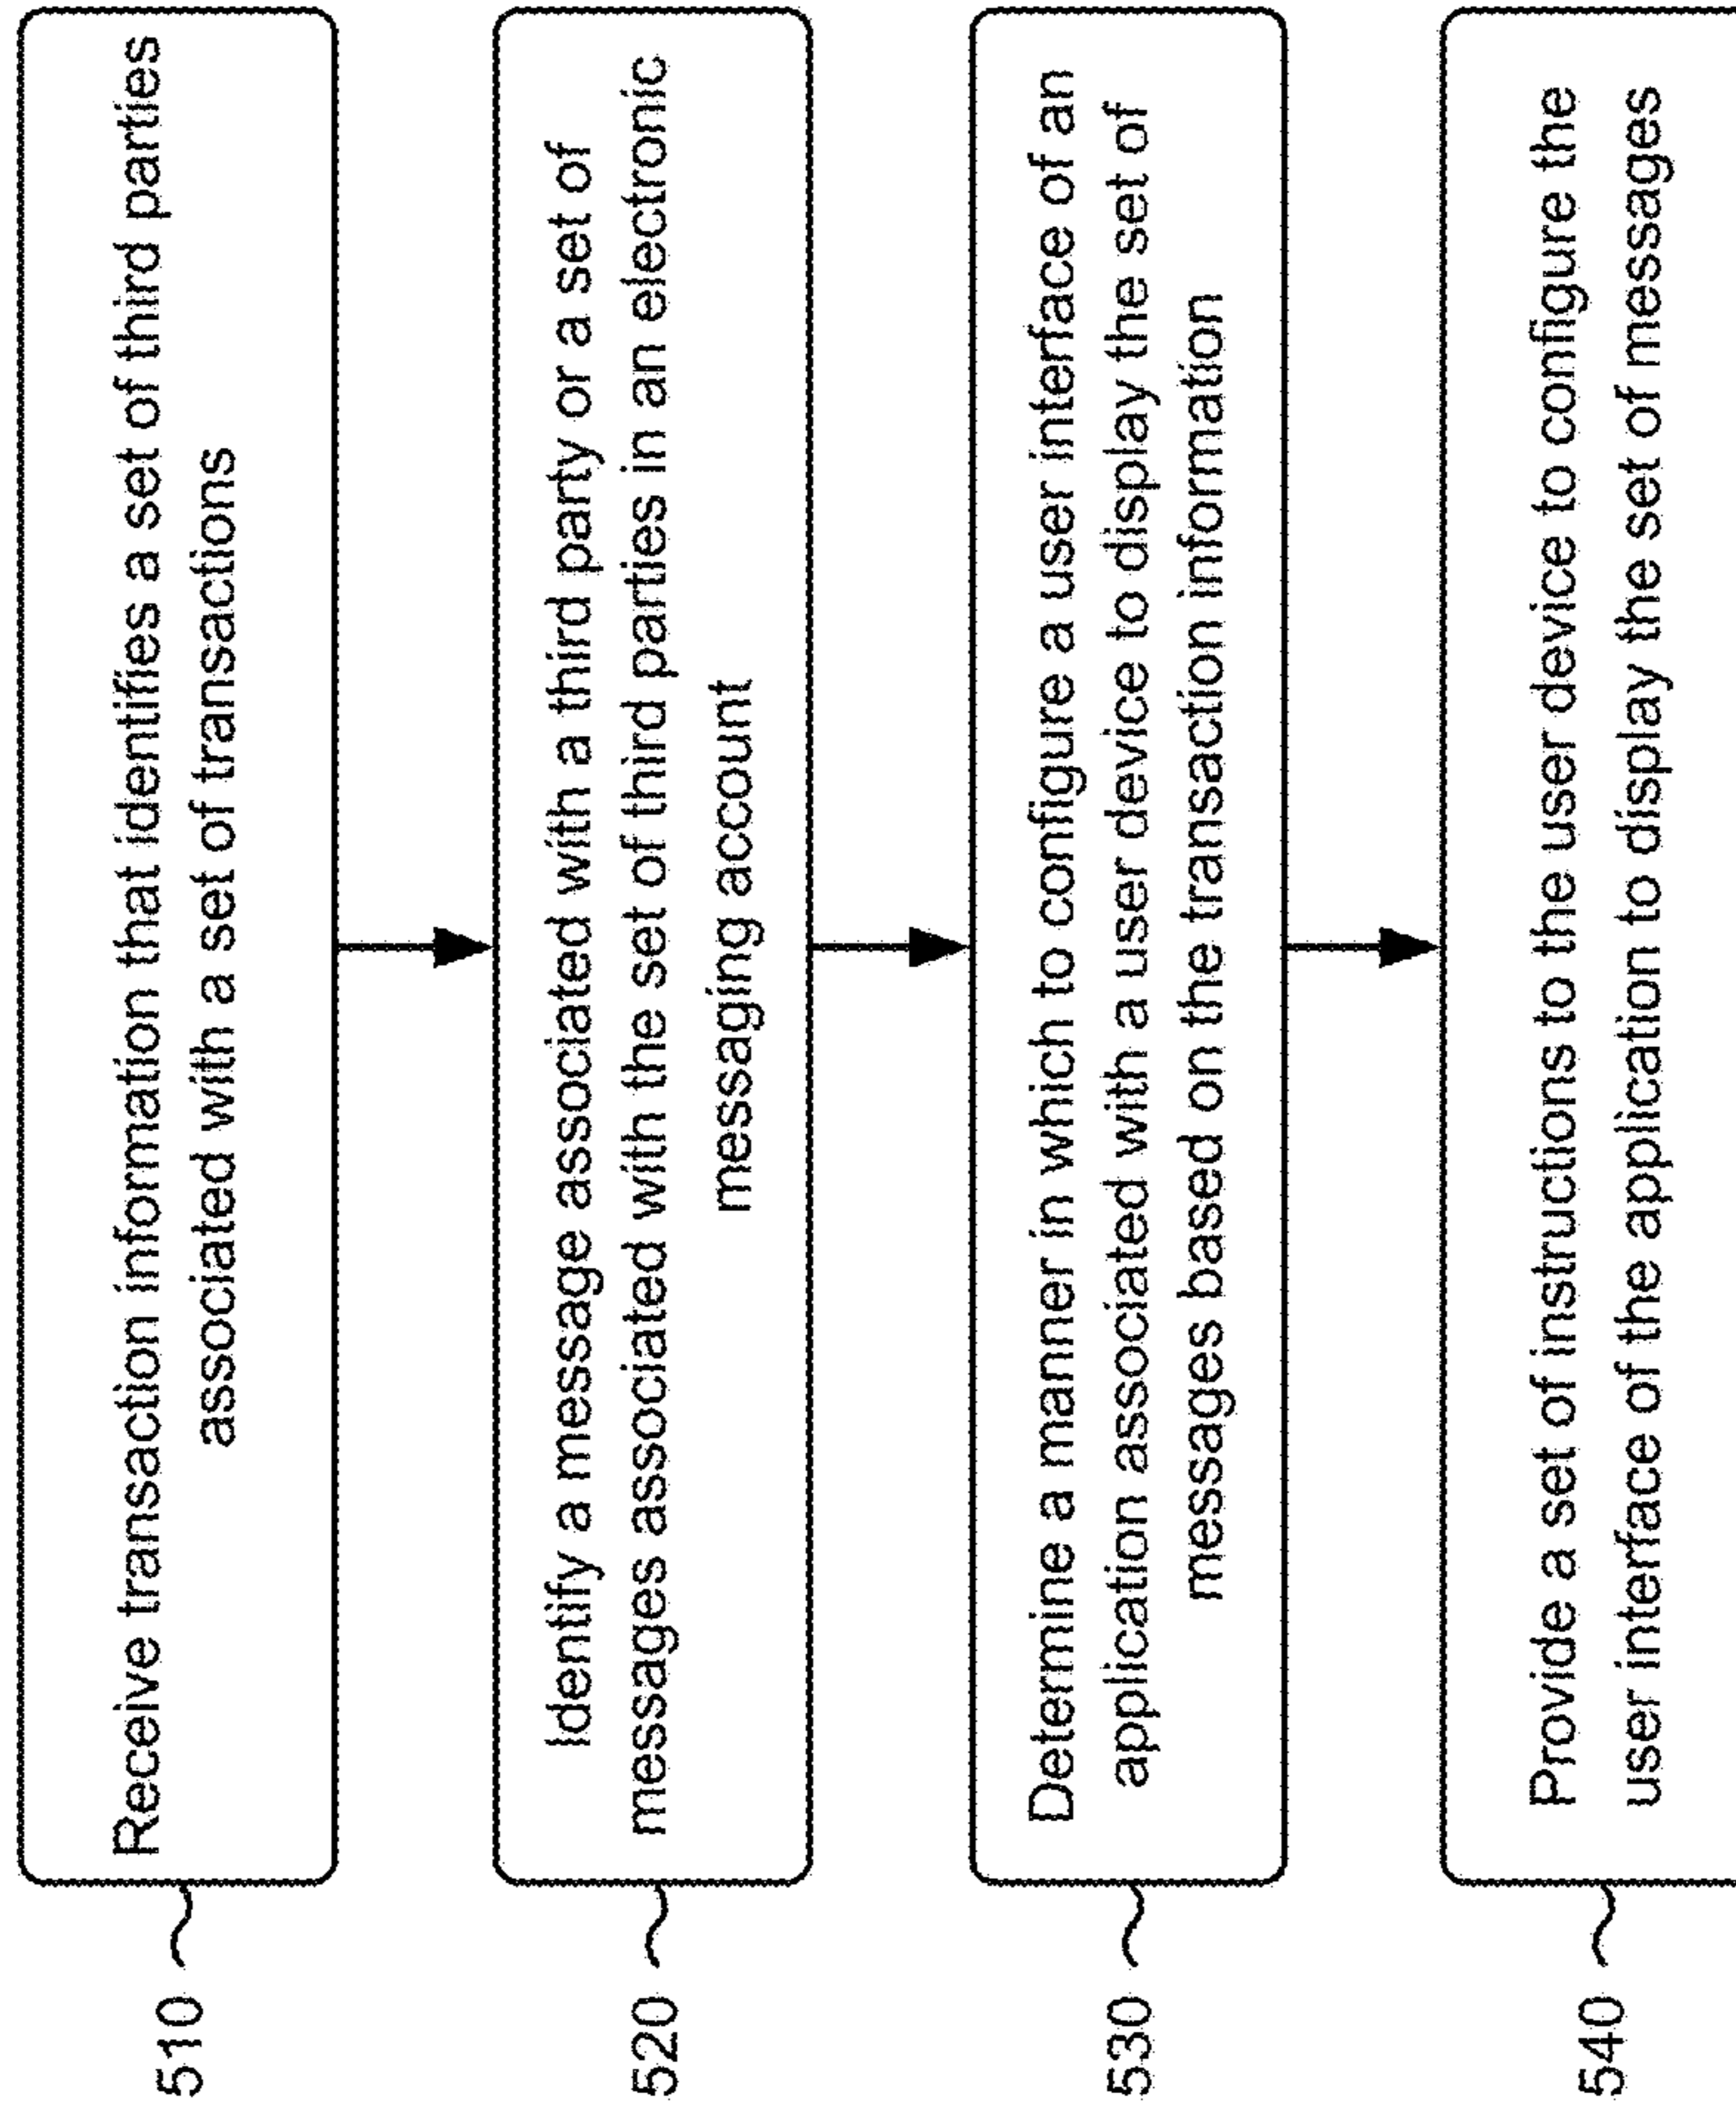 510
Receive transaction information that identifies a set of third parties
associated with a set of transactions
520
Identify a message associated with a third party or a set of
messages associated with the set of third parties in an electronic
messaging account
530
Determine a manner in which to configure a user interface of an
application associated with a user device to display the set of
messages based on the transaction information
540
Provide a set of instructions to the user device to configure the
user interface of the application to display the set of messages